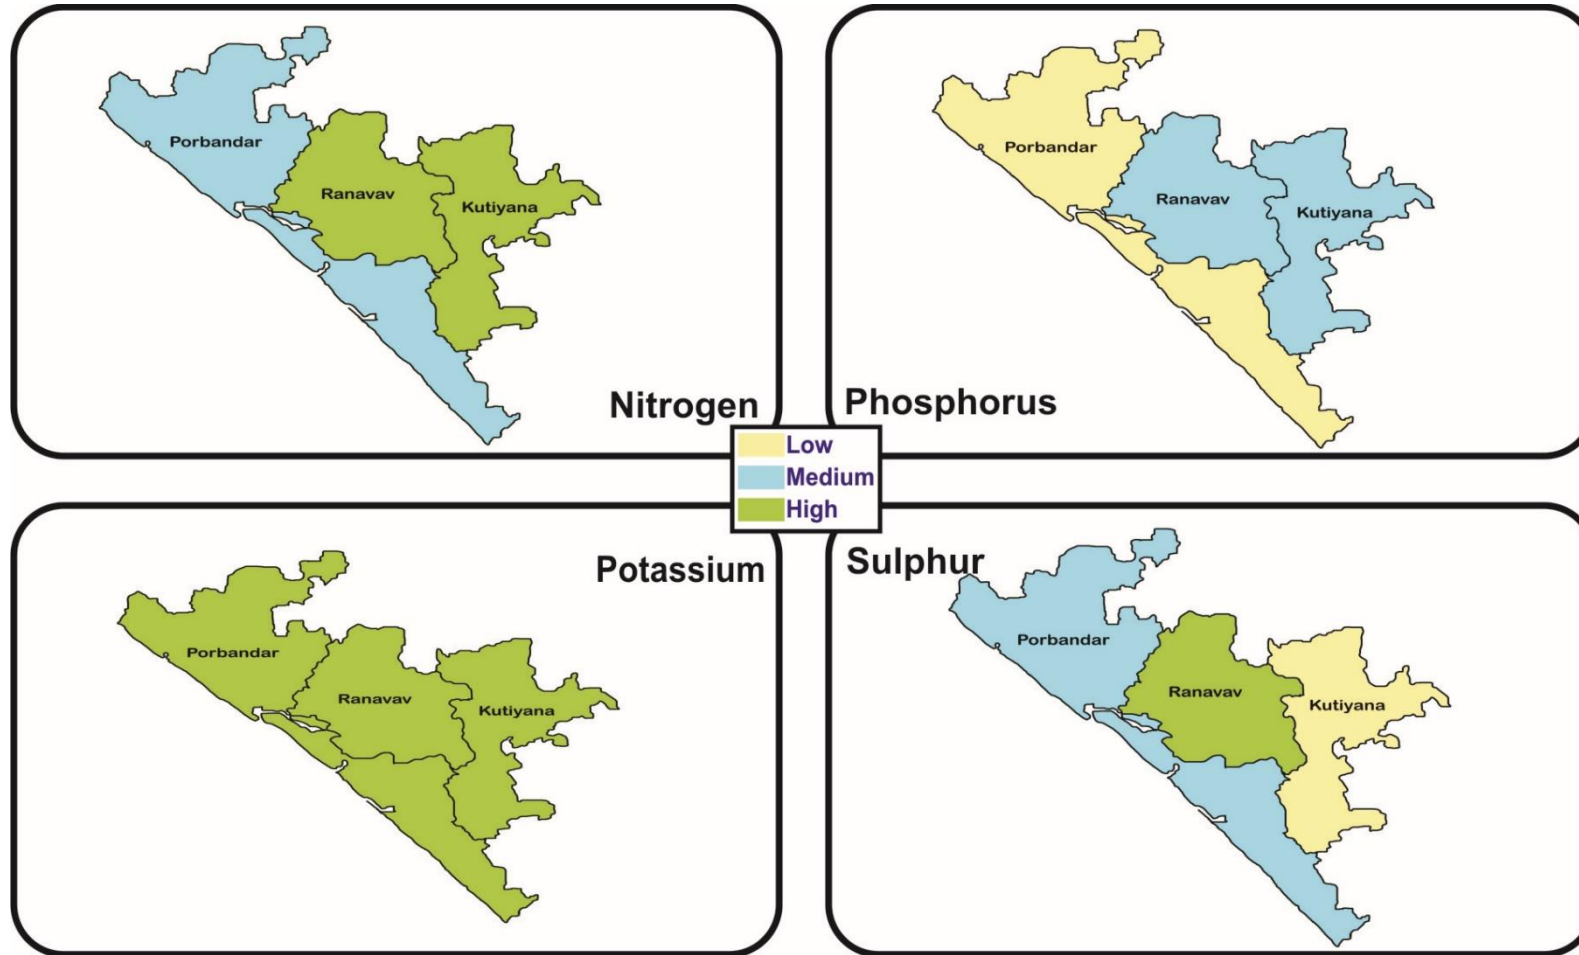 Porbandar
Ranavav
Kutiyana
Nitrogen
Porbandar
Ranavav
Kutiyana
Phosphorus
Low
Medium
High
Potassium
Porbandar
Ranavav
Kutiyana
Sulphur
Porbandar
Ranavav
Kutiyana